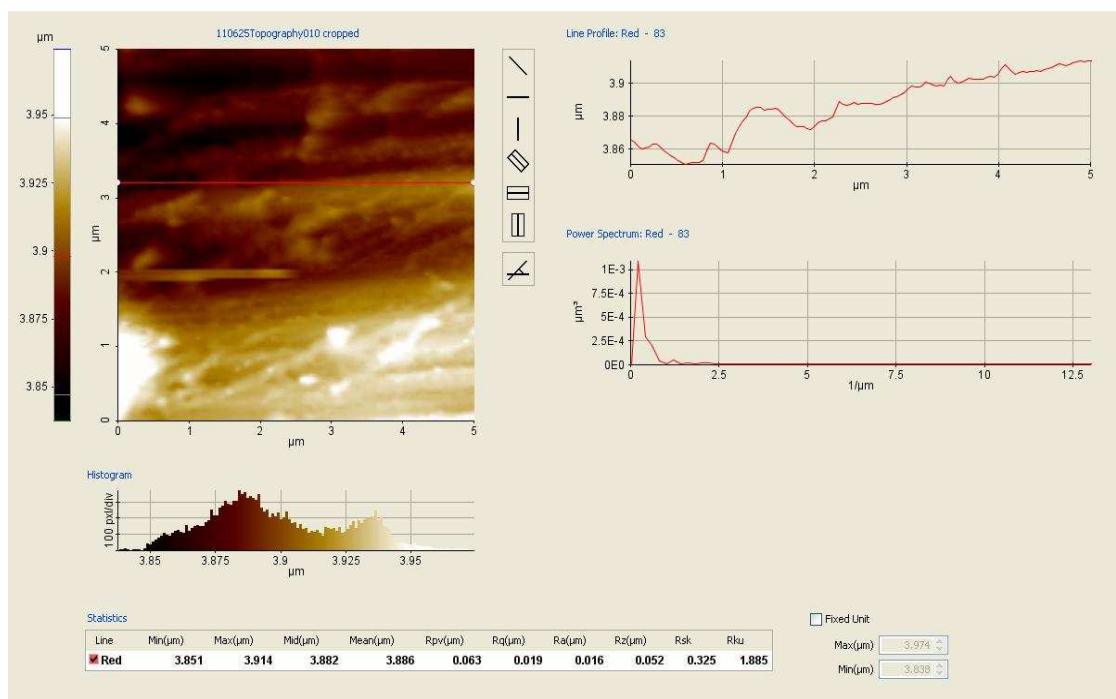 110625Topography010 cropped
µm
3.95
3.925
3.9
3.875
3.85
5
4
3
2
1
0
µm
0 1 2 3 4 5
µm
Line Profile: Red - 83
µm
3.9
3.88
3.86
0 1 2 3 4 5
µm
Power Spectrum: Red - 83
µm³
1E-3
7.5E-4
5E-4
2.5E-4
0E0
0 2.5 5 7.5 10 12.5
1/µm
Histogram
100 pxl/div
3.85 3.875 3.9 3.925 3.95
µm
Statistics
Line Min(µm) Max(µm) Mid(µm) Mean(µm) Rpv(µm) Rq(µm) Ra(µm) Rz(µm) Rsk Rku
Red 3.851 3.914 3.882 3.886 0.063 0.019 0.016 0.052 0.325 1.885
Fixed Unit
Max(µm) 3.974
Min(µm) 3.838